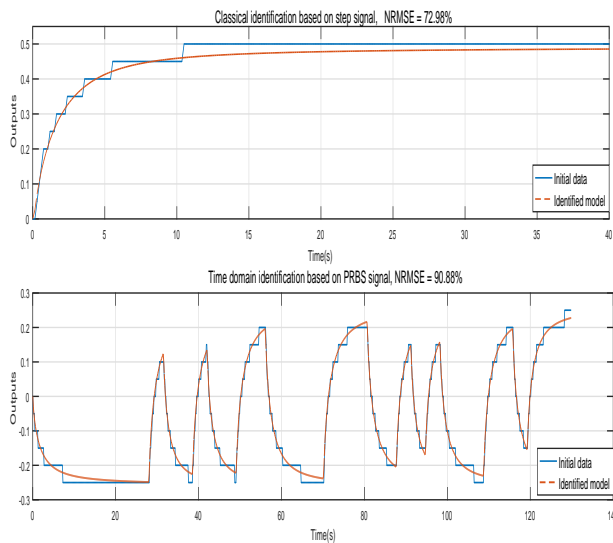 Classical identification based on step signal, NRMSE = 72.98%
0.5
0.4
0.3
0.2
0.1
0
Outputs
0 5 10 15 20 25 30 35 40
Time(s)
Initial data
Identified model
Time domain identification based on PRBS signal, NRMSE = 90.88%
0.3
0.2
0.1
0
-0.1
-0.2
-0.3
Outputs
0 20 40 60 80 100 120 140
Time(s)
Initial data
Identified model